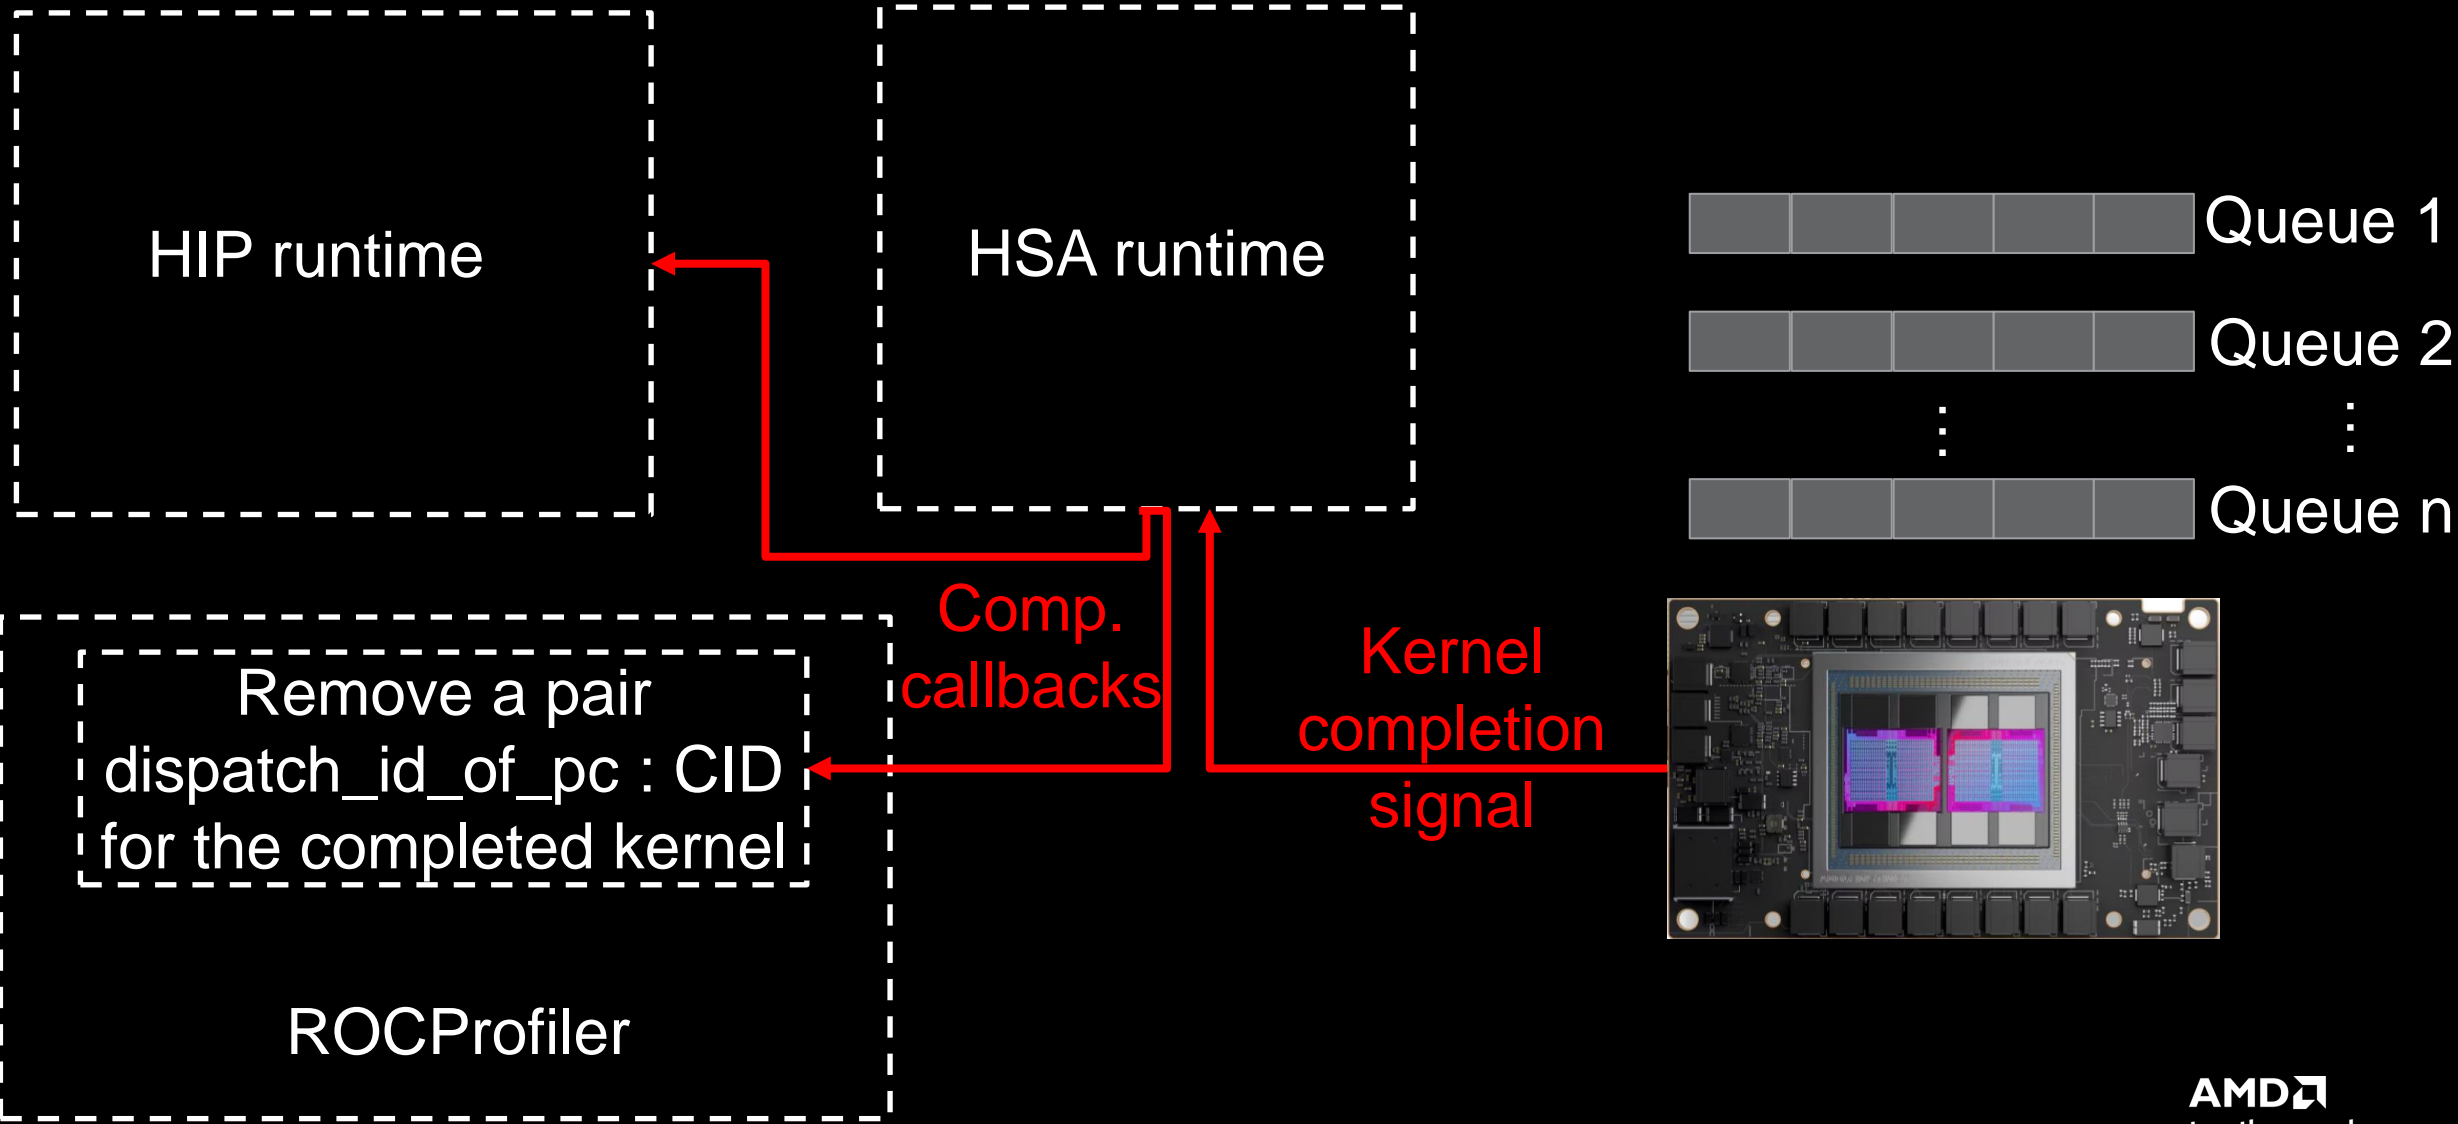 HIP runtime
HSA runtime
Queue 1
Queue 2
Queue n
Comp.
callbacks
Kernel
completion
signal
Remove a pair
dispatch_id_of_pc : CID
for the completed kernel
ROCProfiler
AMD